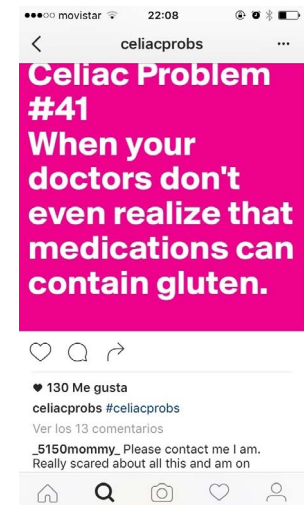 movistar 22:08
celiacprobs
Celiac Problem
#41
When your
doctors don't
even realize that
medications can
contain gluten.
130 Me gusta
celiacprobs #celiacprobs
Ver los 13 comentarios
_5150mommy_ Please contact me I am.
Really scared about all this and am on